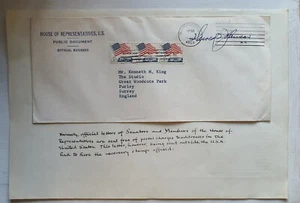 HOUSE OF REPRESENTATIVES, U.S.
PUBLIC DOCUMENT
OFFICIAL BUSINESS
Mr. Kenneth W. King
The Studio
Great Woodcote Park
Purley
Surrey
England
Normally official letters of Senators and Members of the House of
Representatives are sent free of postal charges to addresses in the
United States. This letter, however being sent outside the U.S.A.
had to have the necessary stamps affixed.